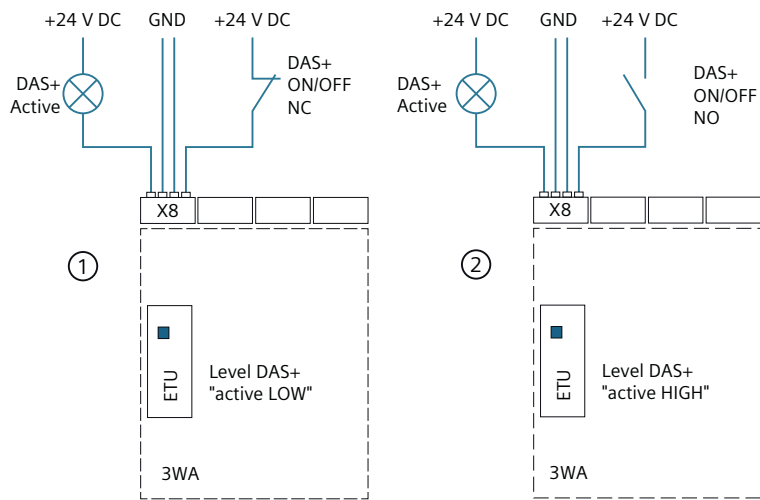 +24 V DC GND +24 V DC
DAS+
Active
DAS+
ON/OFF
NC
X8
1
ETU
Level DAS+
"active LOW"
3WA
+24 V DC GND +24 V DC
DAS+
Active
DAS+
ON/OFF
NO
X8
2
ETU
Level DAS+
"active HIGH"
3WA